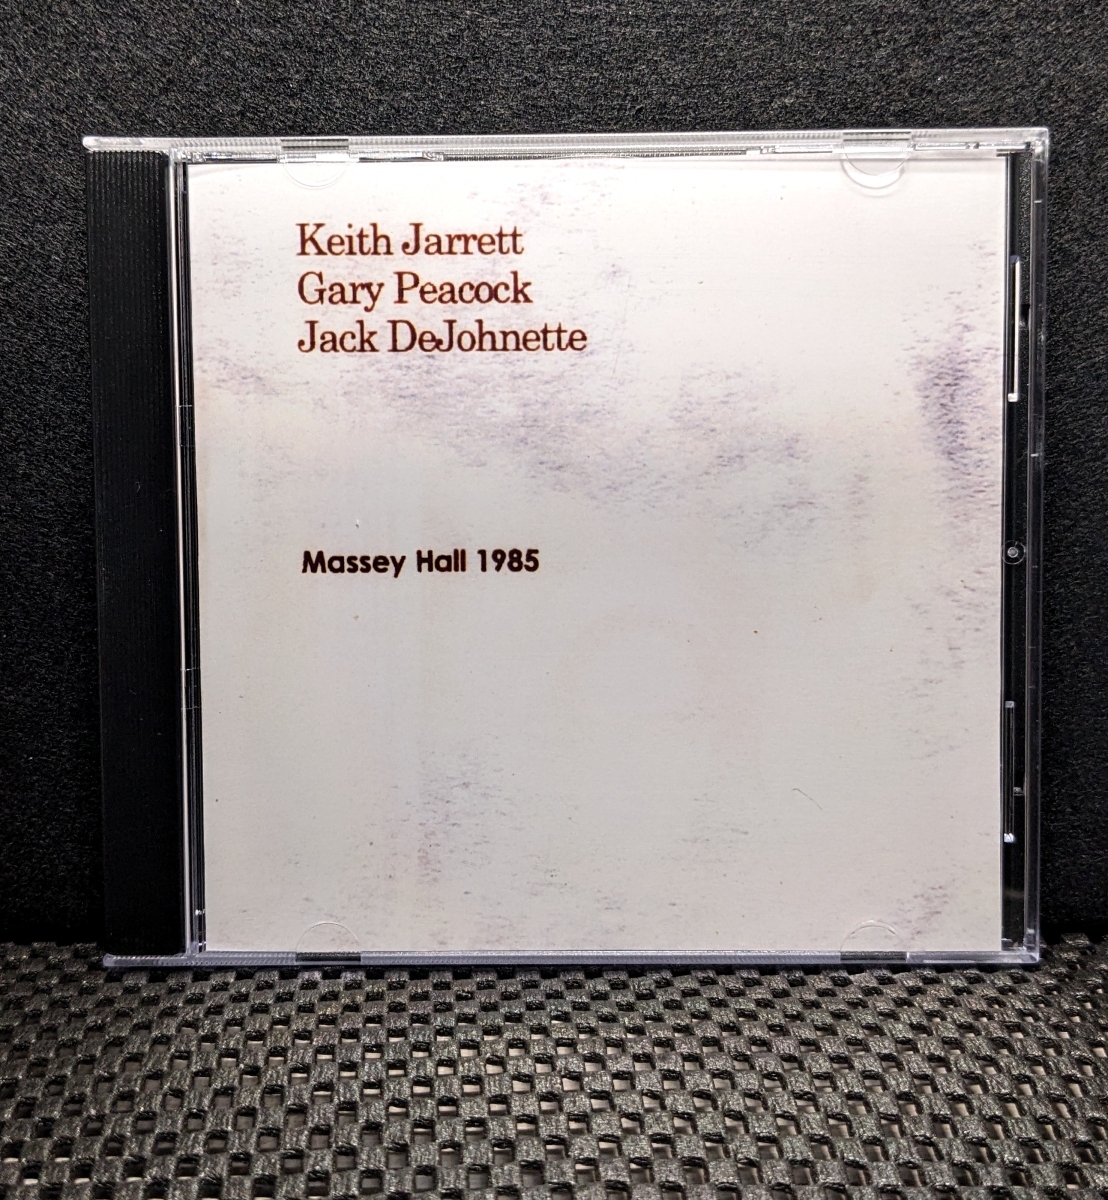 Keith Jarrett
Gary Peacock
Jack DeJohnette
Massey Hall 1985